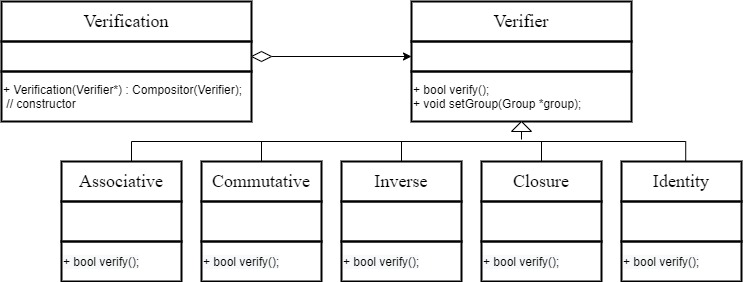 Verification
Verifier
+ Verification(Verifier*) : Compositor(Verifier);
// constructor
+ bool verify();
+ void setGroup(Group *group);
Associative
Commutative
Inverse
Closure
Identity
+ bool verify();
+ bool verify();
+ bool verify();
+ bool verify();
+ bool verify();